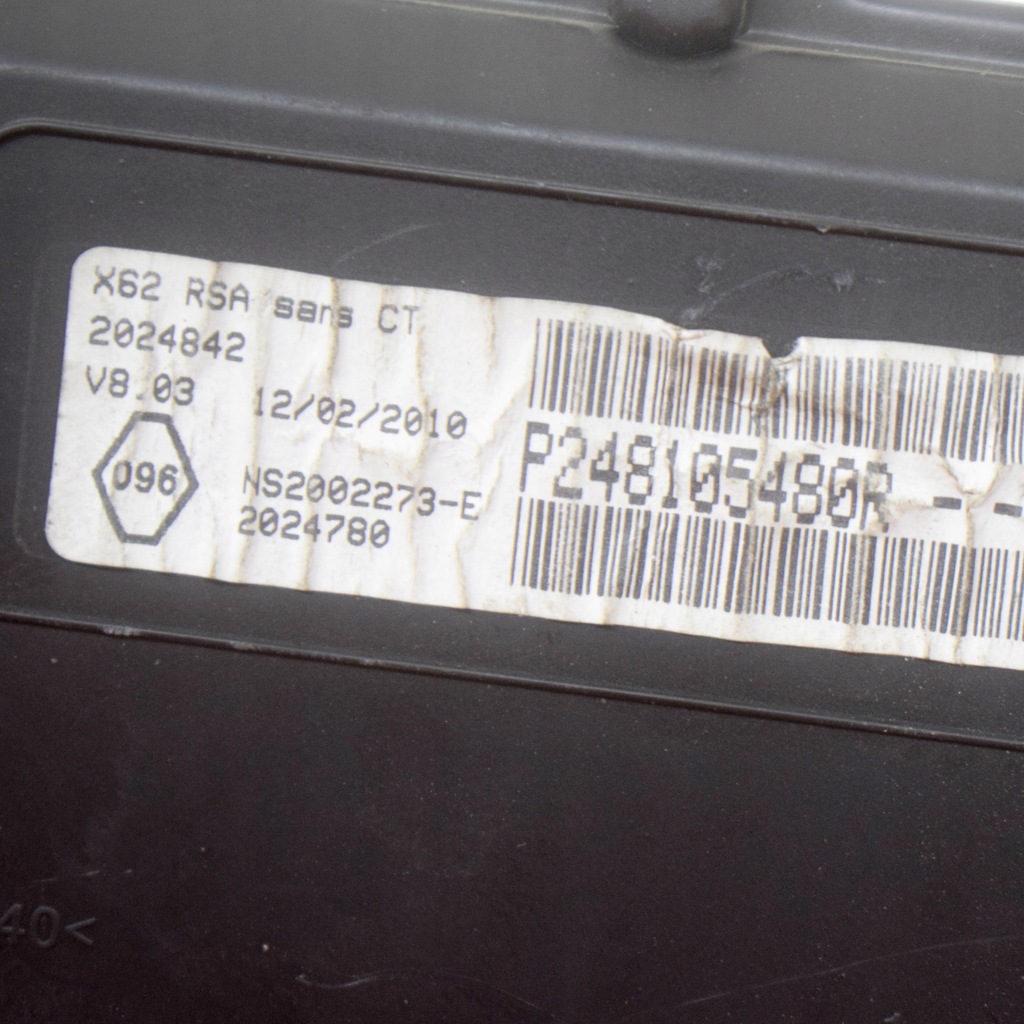 X62 RSA sans CT
2024842
V8.03 12/02/2010
096
NS2002273-E
2024780
P248105480R - -
40<